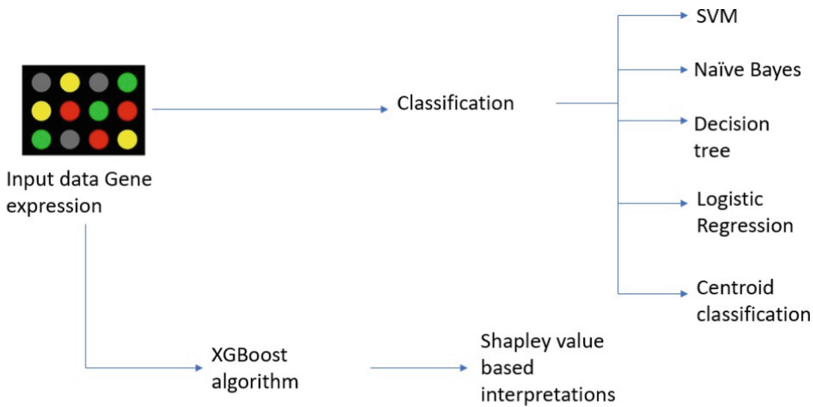 SVM
Naïve Bayes
Classification
Decision
tree
Input data Gene
expression
Logistic
Regression
Centroid
classification
XGBoost
algorithm
Shapley value
based
interpretations